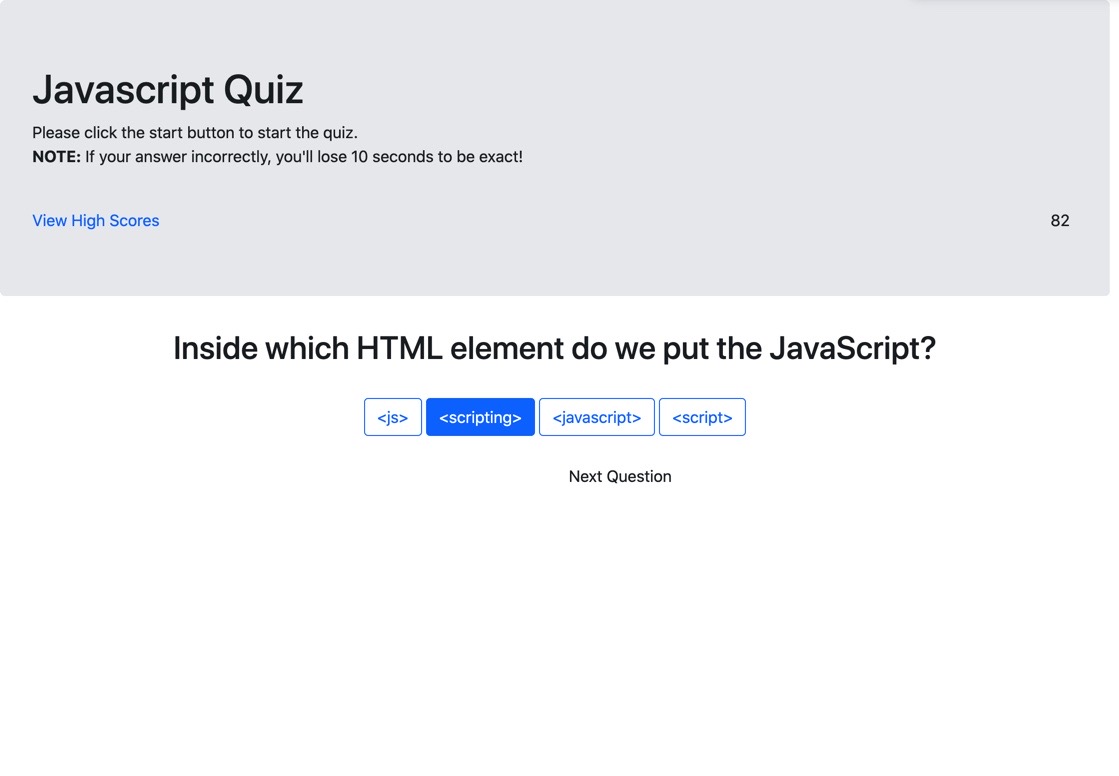 Javascript Quiz
Please click the start button to start the quiz.
NOTE: If your answer incorrectly, you'll lose 10 seconds to be exact!
View High Scores 82
Inside which HTML element do we put the JavaScript?
<js> <scripting> <javascript> <script>
Next Question